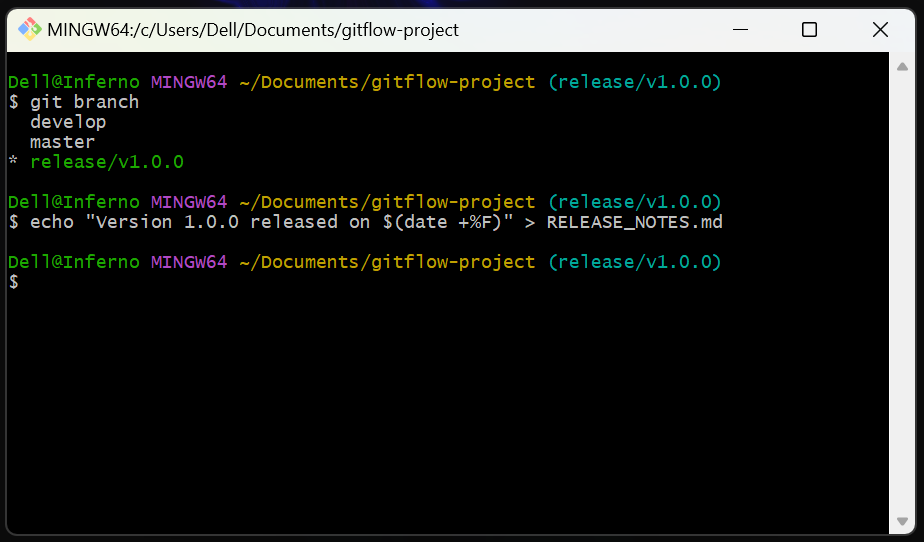 MINGW64:/c/Users/Dell/Documents/gitflow-project
Dell@Inferno MINGW64 ~/Documents/gitflow-project (release/v1.0.0)
$ git branch
  develop
  master
* release/v1.0.0
Dell@Inferno MINGW64 ~/Documents/gitflow-project (release/v1.0.0)
$ echo "Version 1.0.0 released on $(date +%F)" > RELEASE_NOTES.md
Dell@Inferno MINGW64 ~/Documents/gitflow-project (release/v1.0.0)
$